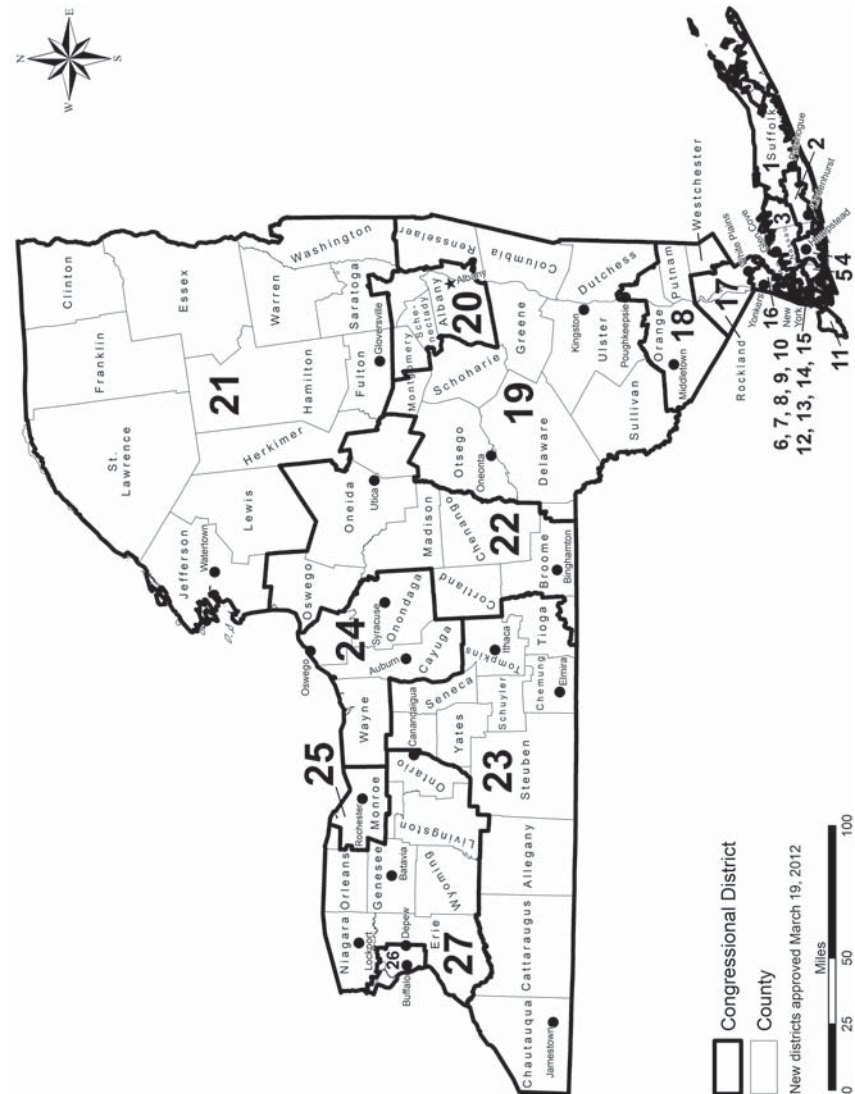 N
W
S
E
Clinton
Franklin
St.
Lawrence
Essex
Jefferson
Watertown
Lewis
Herkimer
Hamilton
21
Warren
Washington
Saratoga
Fulton
Gloversville
Oswego
Oswego
Oneida
Utica
Montgomery
Sche-
nectady
Albany
Albany
20
Rensselaer
24
Syracuse
Onondaga
Auburn
Cayuga
Wayne
25
Rochester
Monroe
Orleans
Niagara
Lockport
Genesee
Batavia
Depew
26
Buffalo
Erie
27
Wyoming
Livingston
Ontario
Canandaigua
Seneca
Yates
Schuyler
Ithaca
Tompkins
Cortland
Madison
Chenango
22
Otsego
Oneonta
Schoharie
19
Greene
Columbia
Delaware
Ulster
Kingston
Dutchess
Poughkeepsie
Sullivan
Broome
Binghamton
Tioga
Chemung
Elmira
23
Steuben
Allegany
Cattaraugus
Chautauqua
Jamestown
Orange
18
Middletown
Putnam
Westchester
17
Rockland
White Plains
Yonkers
16
Glen
Cove
New
York
6, 7, 8, 9, 10
12, 13, 14, 15
11
1
Suffolk
2
3
54
Congressional District
County
New districts approved March 19, 2012
0
25
50
100
Miles